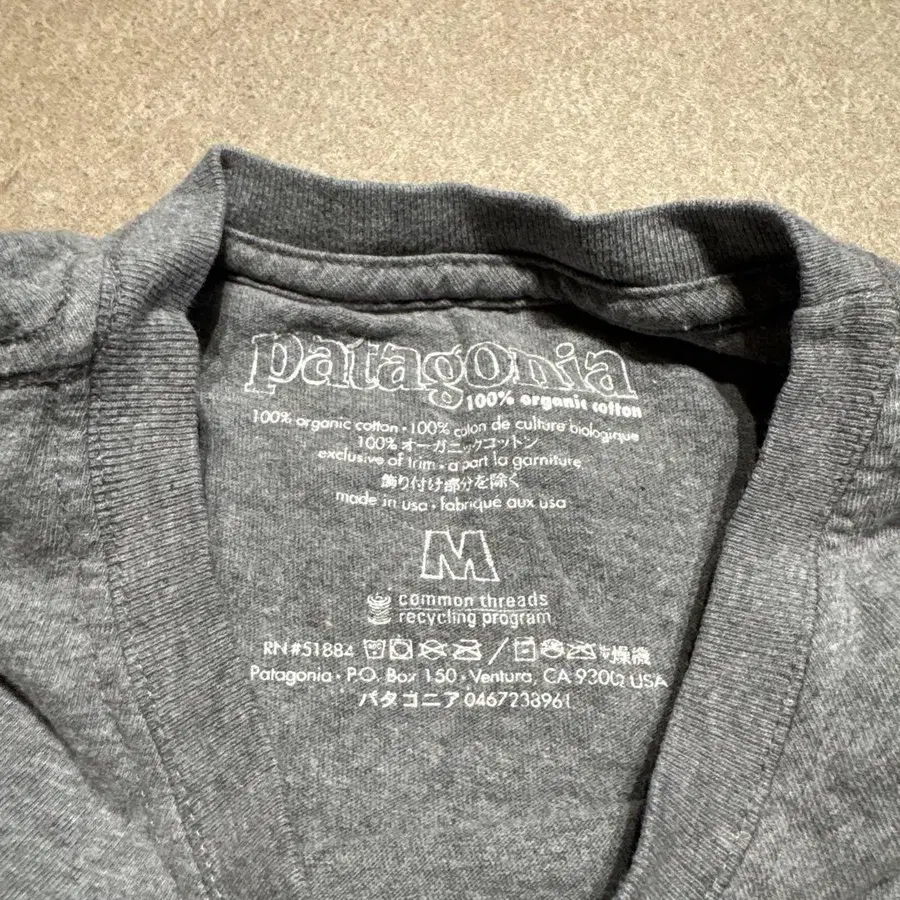 patagonia
100% organic cotton
100% organic cotton • 100% coton de culture biologique
100% オーガニックコットン
exclusive of trim • a part la garniture
飾り付け部分を除く
made in usa • fabriqué aux usa
M
common threads
recycling program
RN#51884 燥機
Patagonia • P.O. Box 150 • Ventura, CA 93002 USA
パタゴニア 0467238961